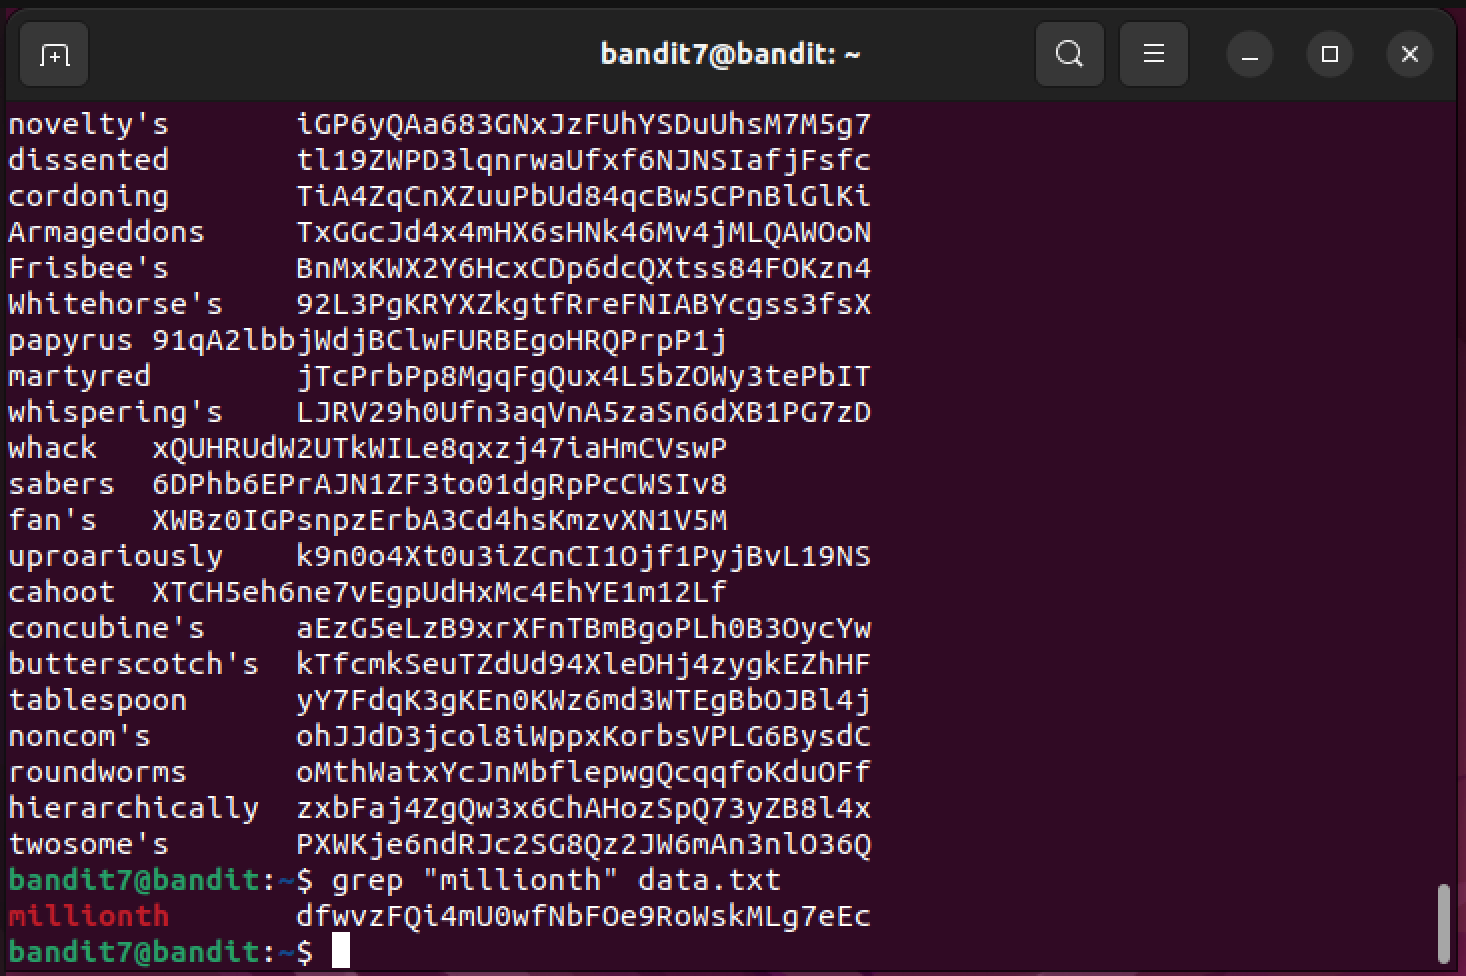 bandit7@bandit: ~
novelty's iGP6yQAa683GNxJzFUhYSDuUhsM7M5g7
dissented tl19ZWPD3lqnrwaUfxf6NJNSIafjFsfc
cordoning TiA4ZqCnXZuuPbUd84qcBw5CPnBlGlKi
Armageddons TxGGcJd4x4mHX6sHNk46Mv4jMLQAWOoN
Frisbee's BnMxKWX2Y6HcxCDp6dcQXtss84FOKzn4
Whitehorse's 92L3PgKRYXZkgtfRreFNIABYcgss3fsX
papyrus 91qA2lbbjWdjBClwFURBEgoHRQPrpP1j
martyred jTcPrbPp8MgqFgQux4L5bZOWy3tePbIT
whispering's LJRV29h0Ufn3aqVnA5zaSn6dXB1PG7zD
whack xQUHRUdW2UTkWILe8qxzj47iaHmCVswP
sabers 6DPhb6EPrAJN1ZF3to01dgRpPcCWSIv8
fan's XWBz0IGPsnpzErbA3Cd4hsKmzvXN1V5M
uproariously k9n0o4Xt0u3iZCnCI1Ojf1PyjBvL19NS
cahoot XTCH5eh6ne7vEgpUdHxMc4EhYE1m12Lf
concubine's aEzG5eLzB9xrXFnTBmBgoPLh0B3OycYw
butterscotch's kTfcmkSeuTZdUd94XleDHj4zygkEZhHF
tablespoon yY7FdqK3gKEn0KWz6md3WTEgBbOJBl4j
noncom's ohJJdD3jcol8iWppxKorbsVPLG6BysdC
roundworms oMthWatxYcJnMbflepwgQcqqfoKduOFf
hierarchically zxbFaj4ZgQw3x6ChAHozSpQ73yZB8l4x
twosome's PXWKje6ndRJc2SG8Qz2JW6mAn3nlO36Q
bandit7@bandit:~$ grep "millionth" data.txt
millionth dfwvzFQi4mU0wfNbFOe9RoWskMLg7eEc
bandit7@bandit:~$